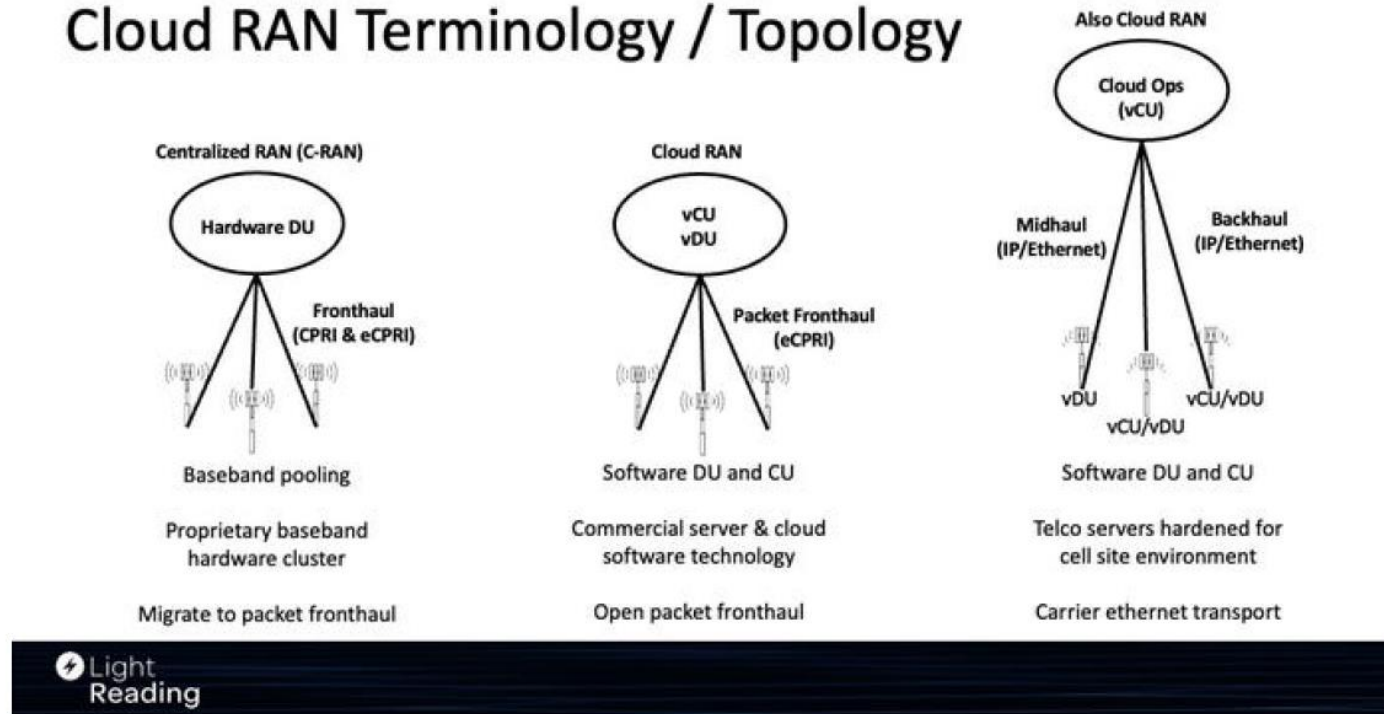 Cloud RAN Terminology / Topology
Centralized RAN (C-RAN)
Hardware DU
Fronthaul
(CPRI & eCPRI)
Baseband pooling
Proprietary baseband
hardware cluster
Migrate to packet fronthaul
Cloud RAN
vCU
vDU
Packet Fronthaul
(eCPRI)
Software DU and CU
Commercial server & cloud
software technology
Open packet fronthaul
Also Cloud RAN
Cloud Ops
(vCU)
Midhaul
(IP/Ethernet)
Backhaul
(IP/Ethernet)
vDU
vCU/vDU
vCU/vDU
Software DU and CU
Telco servers hardened for
cell site environment
Carrier ethernet transport
Light
Reading